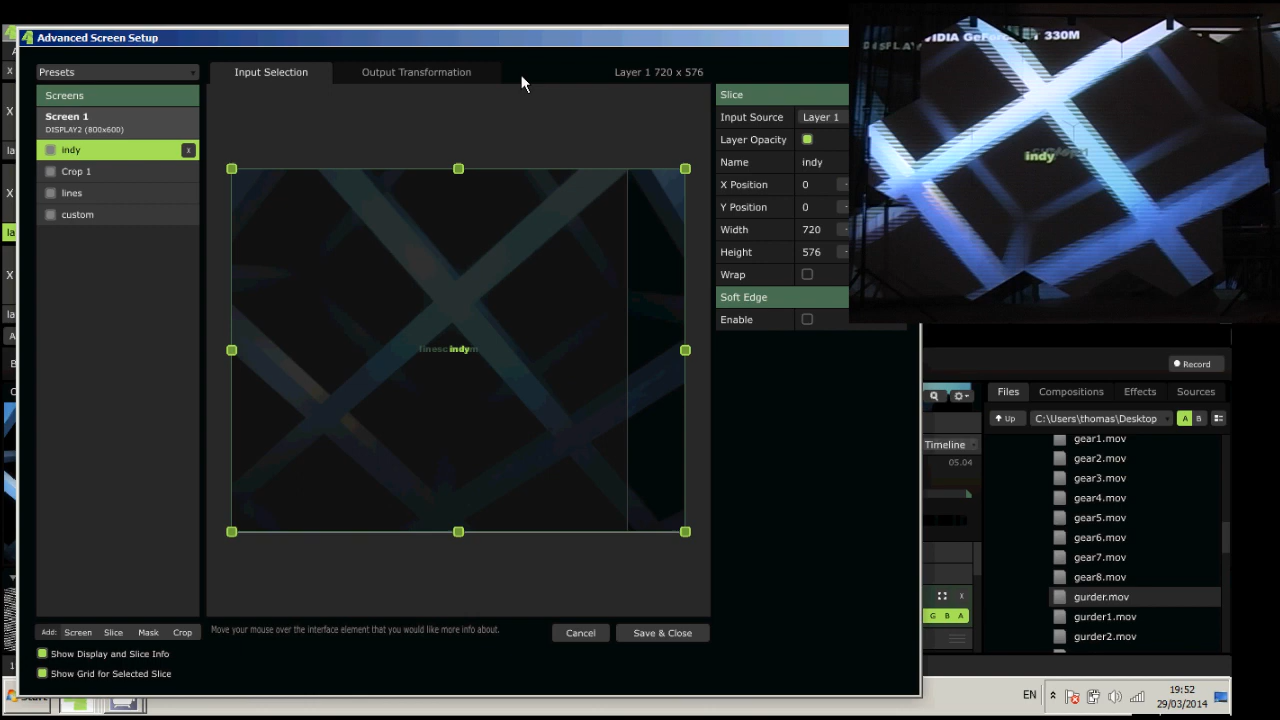 Advanced Screen Setup
Presets
Input Selection
Output Transformation
Layer 1 720 x 576
Screens
Screen 1
DISPLAY2 (800x600)
indy
x
Crop 1
lines
custom
Slice
Input Source Layer 1
Layer Opacity
Name indy
X Position 0 -
Y Position 0 -
Width 720 -
Height 576 -
Wrap
Soft Edge
Enable
indy
330M
indy
Add: Screen Slice Mask Crop
Move your mouse over the interface element that you would like more info about.
Cancel
Save & Close
Show Display and Slice Info
Show Grid for Selected Slice
Record
Files Compositions Effects Sources
Up C:\Users\thomas\Desktop A B
Timeline
05.04
gear1.mov
gear2.mov
gear3.mov
gear4.mov
gear5.mov
gear6.mov
gear7.mov
gear8.mov
gurder.mov
gurder1.mov
gurder2.mov
x
G B A
Start
EN
19:52
29/03/2014